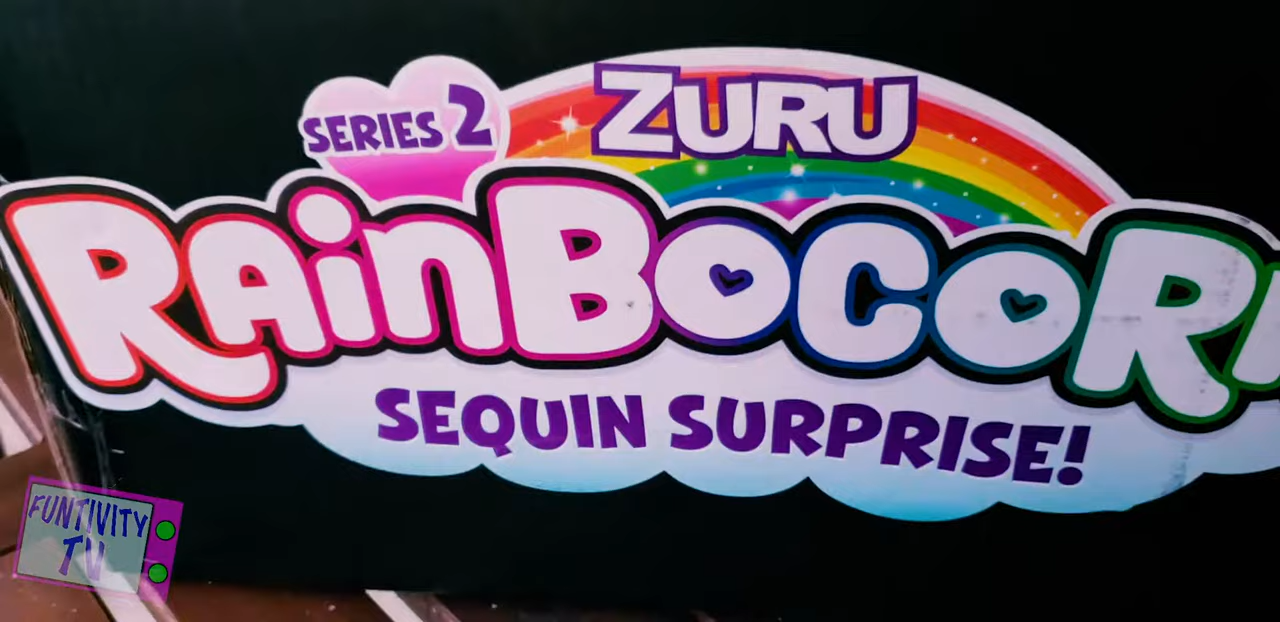 SERIES 2
ZURU
RAinBOCOR
SEQUIN SURPRISE!
FUNTIVITY
TV